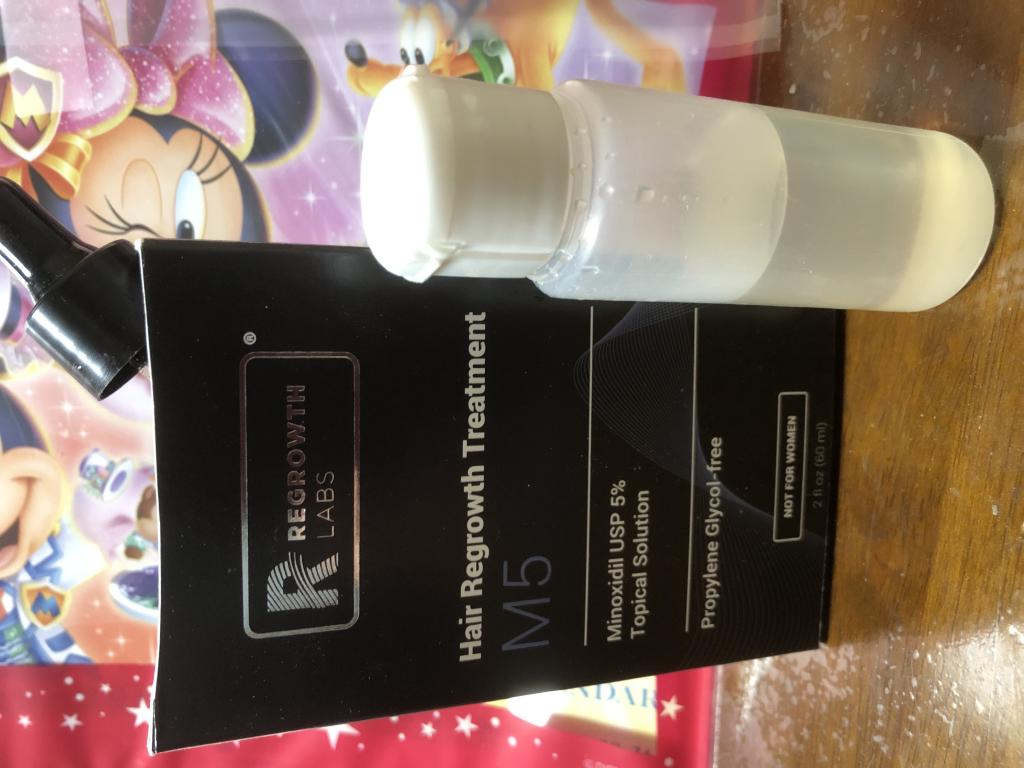 ®
REGROWTH
LABS
Hair Regrowth Treatment
M5
Minoxidil USP 5%
Topical Solution
Propylene Glycol-free
NOT FOR WOMEN
2 fl oz (60 ml)